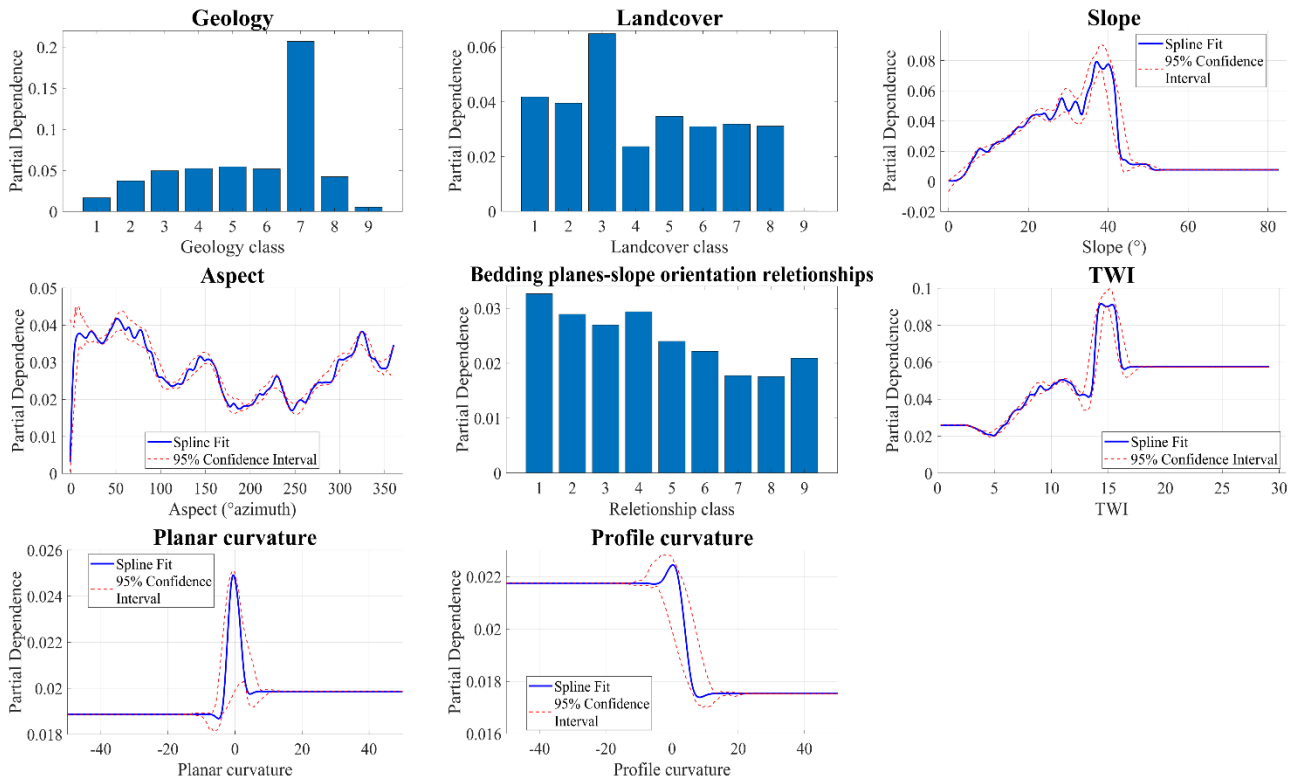 Geology
Partial Dependence
0.2
0.15
0.1
0.05
0
1 2 3 4 5 6 7 8 9
Geology class
Landcover
Partial Dependence
0.06
0.04
0.02
0
1 2 3 4 5 6 7 8 9
Landcover class
Slope
Partial Dependence
0.08
0.06
0.04
0.02
0
-0.02
Spline Fit
95% Confidence
Interval
0 20 40 60 80
Slope (°)
Aspect
Partial Dependence
0.05
0.04
0.03
0.02
0.01
0
Spline Fit
95% Confidence Interval
0 50 100 150 200 250 300 350
Aspect (°azimuth)
Bedding planes-slope orientation reletionships
Partial Dependence
0.03
0.02
0.01
0
1 2 3 4 5 6 7 8 9
Reletionship class
TWI
Partial Dependence
0.1
0.08
0.06
0.04
0.02
0
Spline Fit
95% Confidence Interval
0 5 10 15 20 25 30
TWI
Planar curvature
Partial Dependence
0.026
0.024
0.022
0.02
0.018
Spline Fit
95% Confidence
Interval
-40 -20 0 20 40
Planar curvature
Profile curvature
Partial Dependence
0.022
0.02
0.018
0.016
Spline Fit
95% Confidence
Interval
-40 -20 0 20 40
Profile curvature